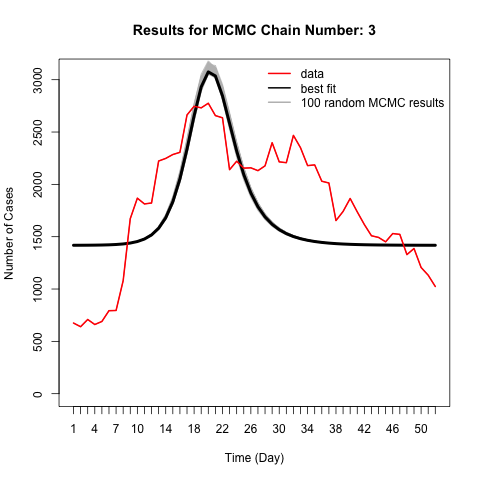 Results for MCMC Chain Number: 3
data
best fit
100 random MCMC results
Number of Cases
3000
2500
2000
1500
1000
500
0
1 4 7 10 14 18 22 26 30 34 38 42 46 50
Time (Day)